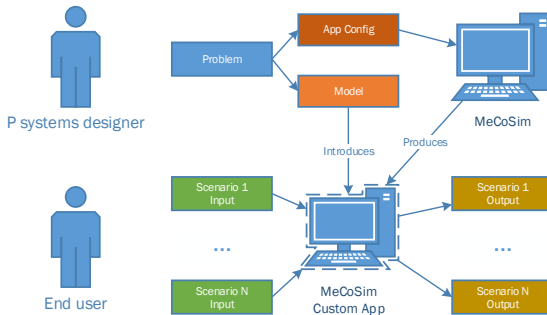 App Config
Problem
Model
P systems designer
MeCoSim
Introduces
Produces
Scenario 1
Input
Scenario 1
Output
...
...
Scenario N
Input
Scenario N
Output
End user
MeCoSim
Custom App